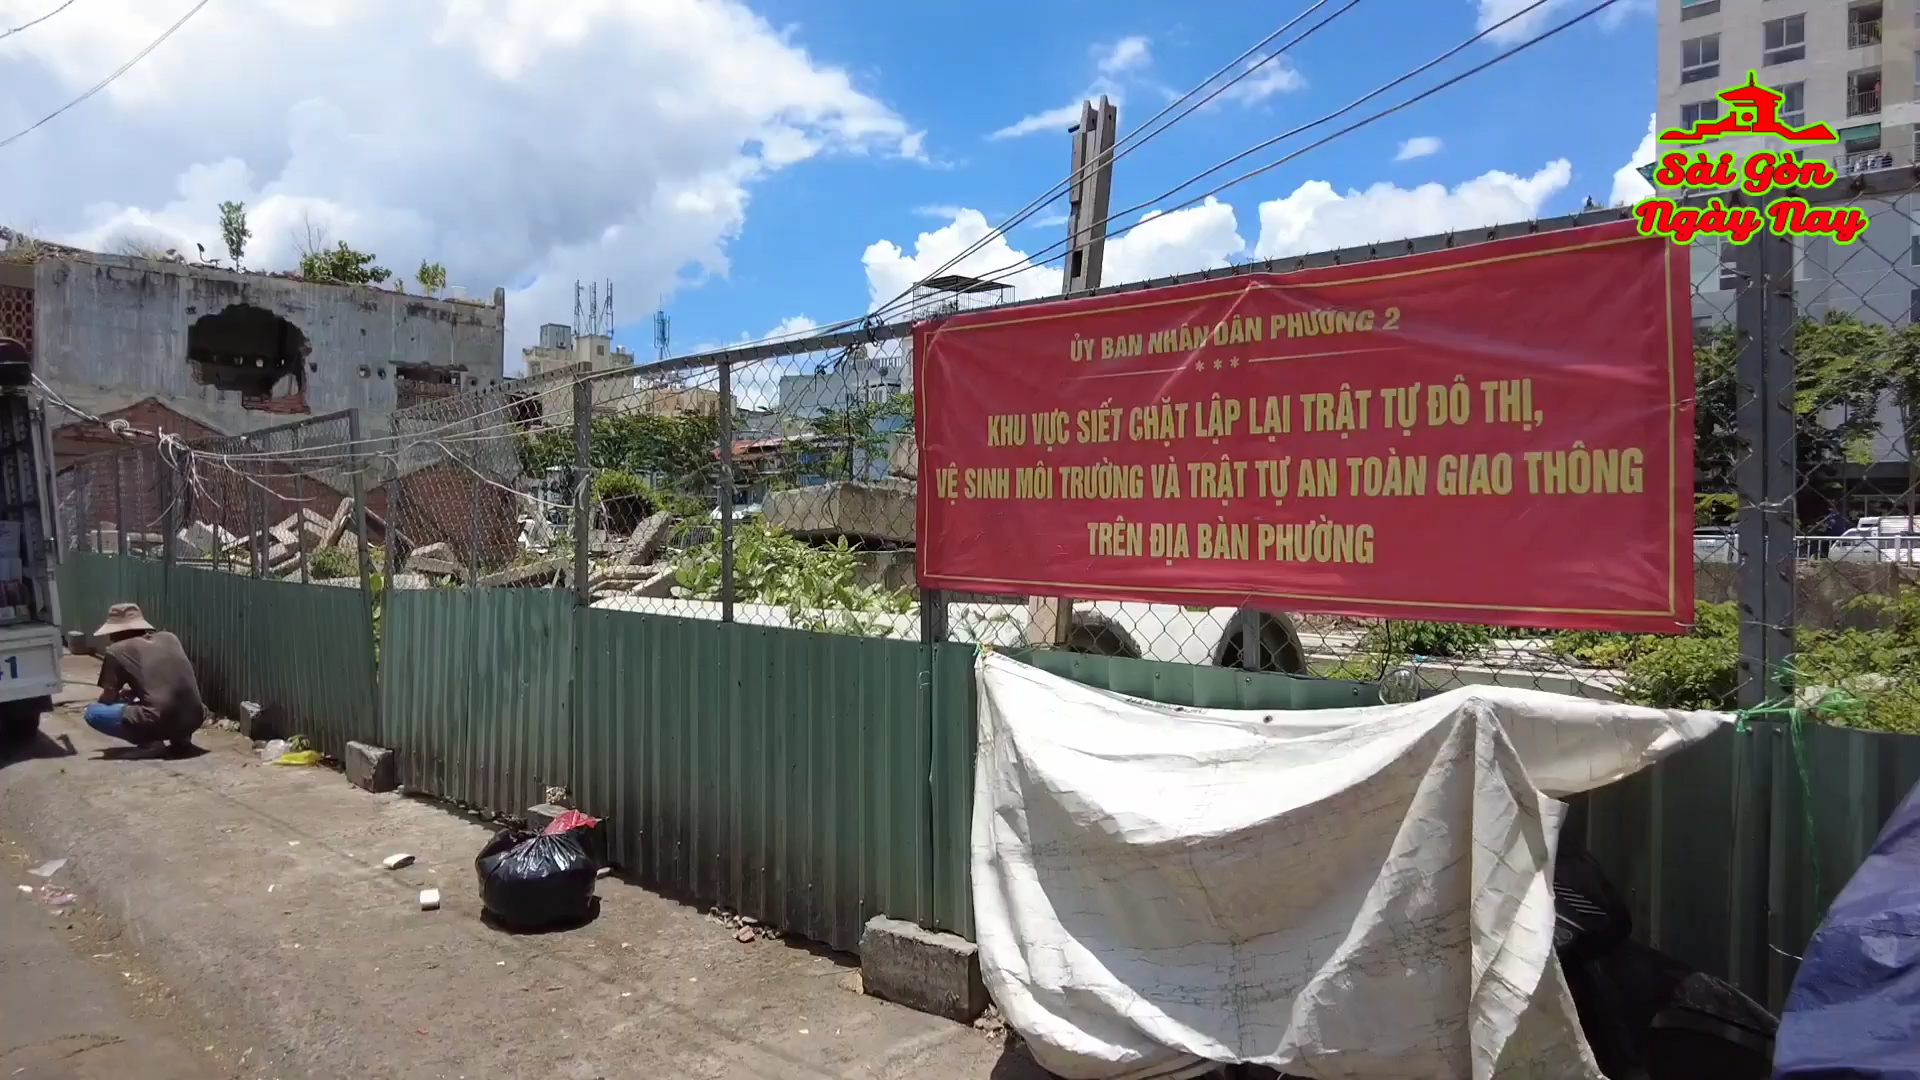 Sài Gòn
Ngày Nay
ỦY BAN NHÂN DÂN PHƯỜNG 2
***
KHU VỰC SIẾT CHẶT LẬP LẠI TRẬT TỰ ĐÔ THỊ,
VỆ SINH MÔI TRƯỜNG VÀ TRẬT TỰ AN TOÀN GIAO THÔNG
TRÊN ĐỊA BÀN PHƯỜNG